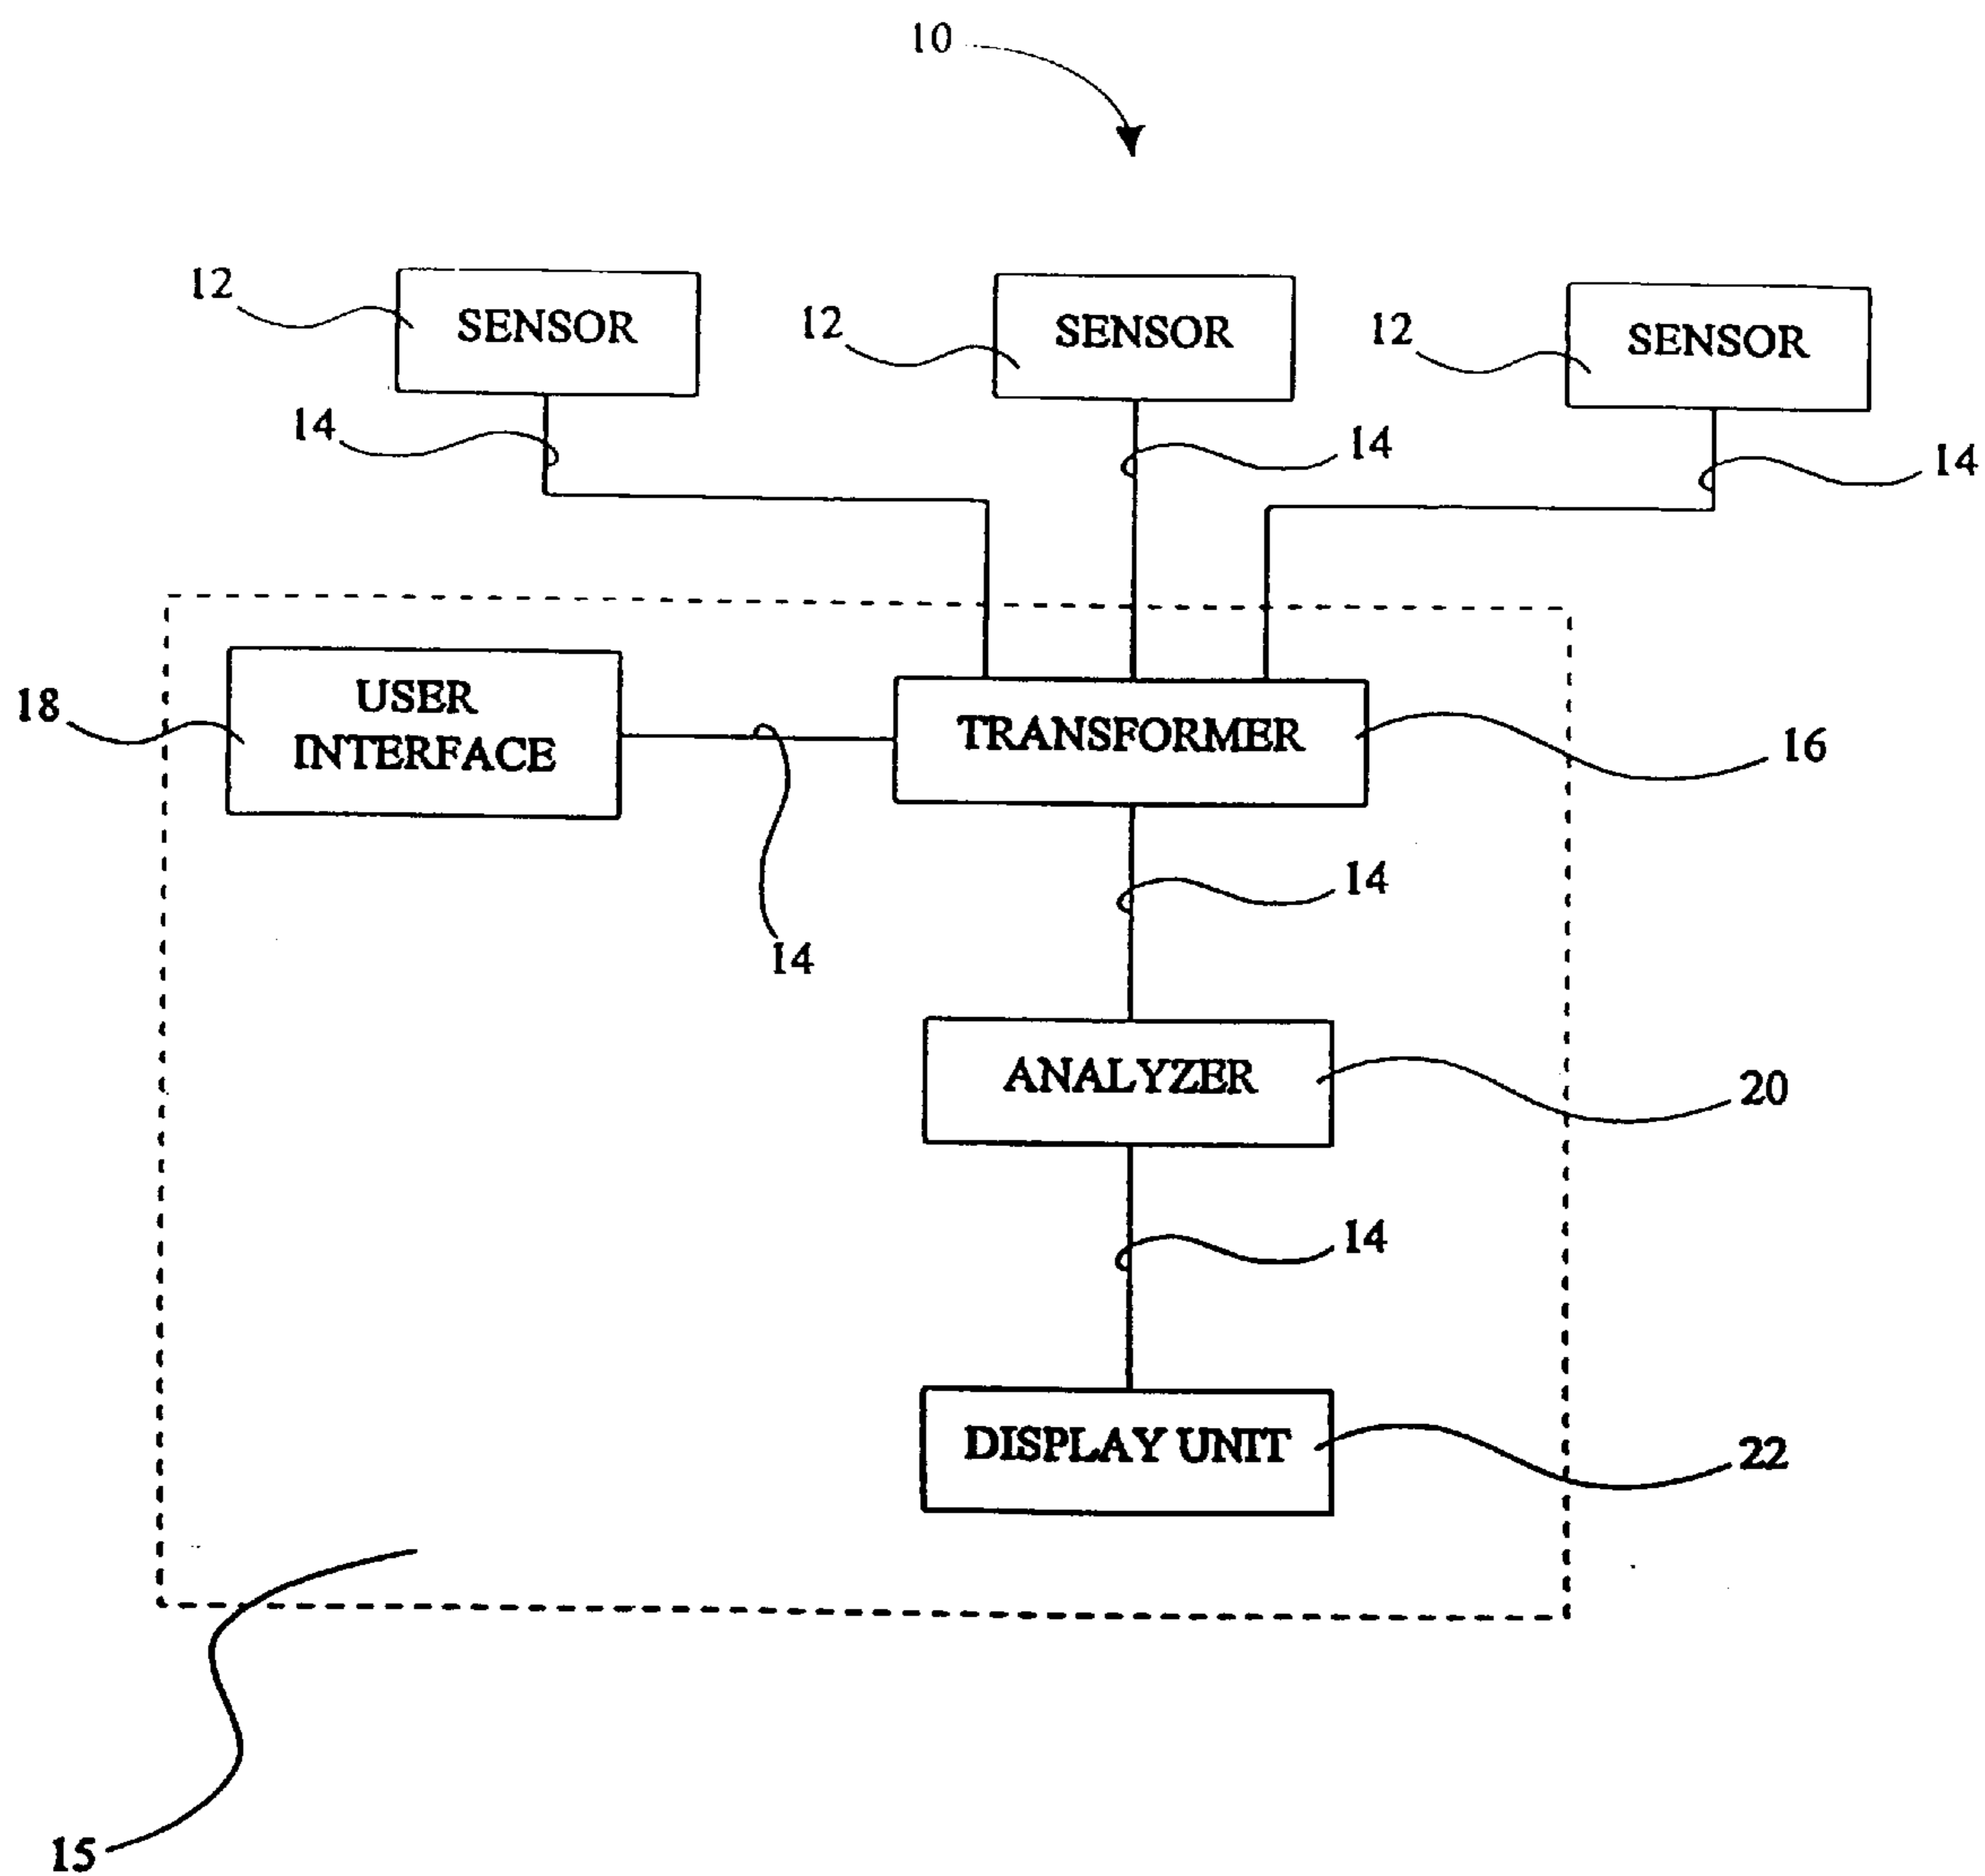 10
12
SENSOR
12
SENSOR
12
SENSOR
14
14
14
18
USER
INTERFACE
TRANSFORMER
16
14
14
ANALYZER
20
14
DISPLAY UNIT
22
15